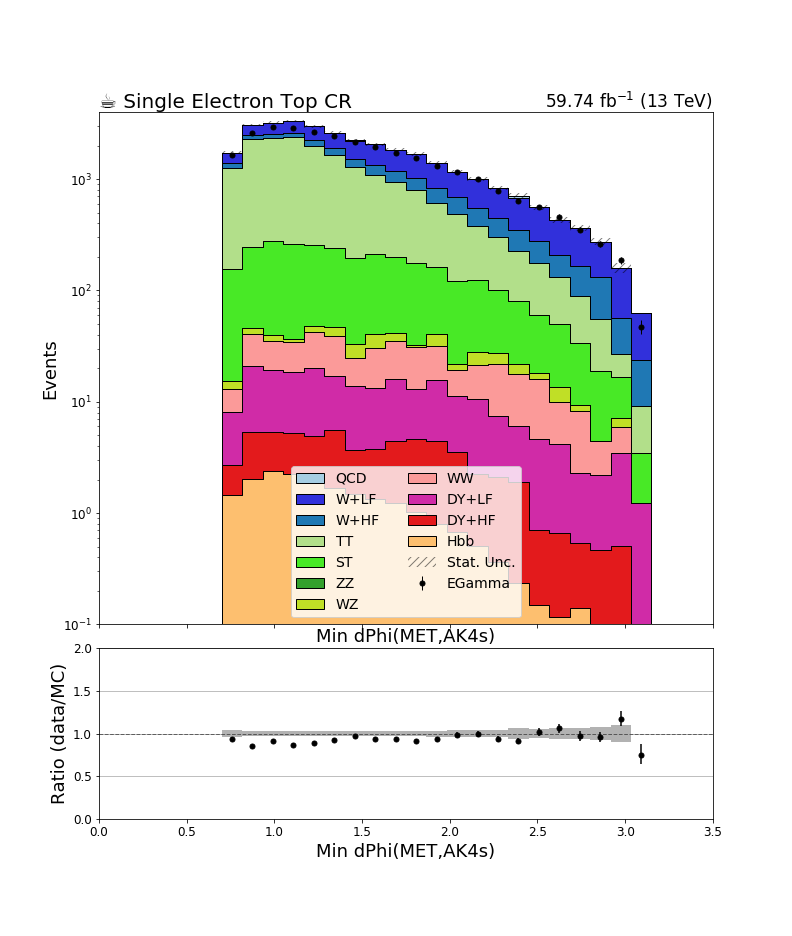 ☕ Single Electron Top CR
59.74 fb⁻¹ (13 TeV)
Events
10³
10²
10¹
10⁰
10⁻¹
QCD
W+LF
W+HF
TT
ST
ZZ
WZ
WW
DY+LF
DY+HF
Hbb
Stat. Unc.
EGamma
Min dPhi(MET,AK4s)
Ratio (data/MC)
2.0
1.5
1.0
0.5
0.0
0.0 0.5 1.0 1.5 2.0 2.5 3.0 3.5
Min dPhi(MET,AK4s)